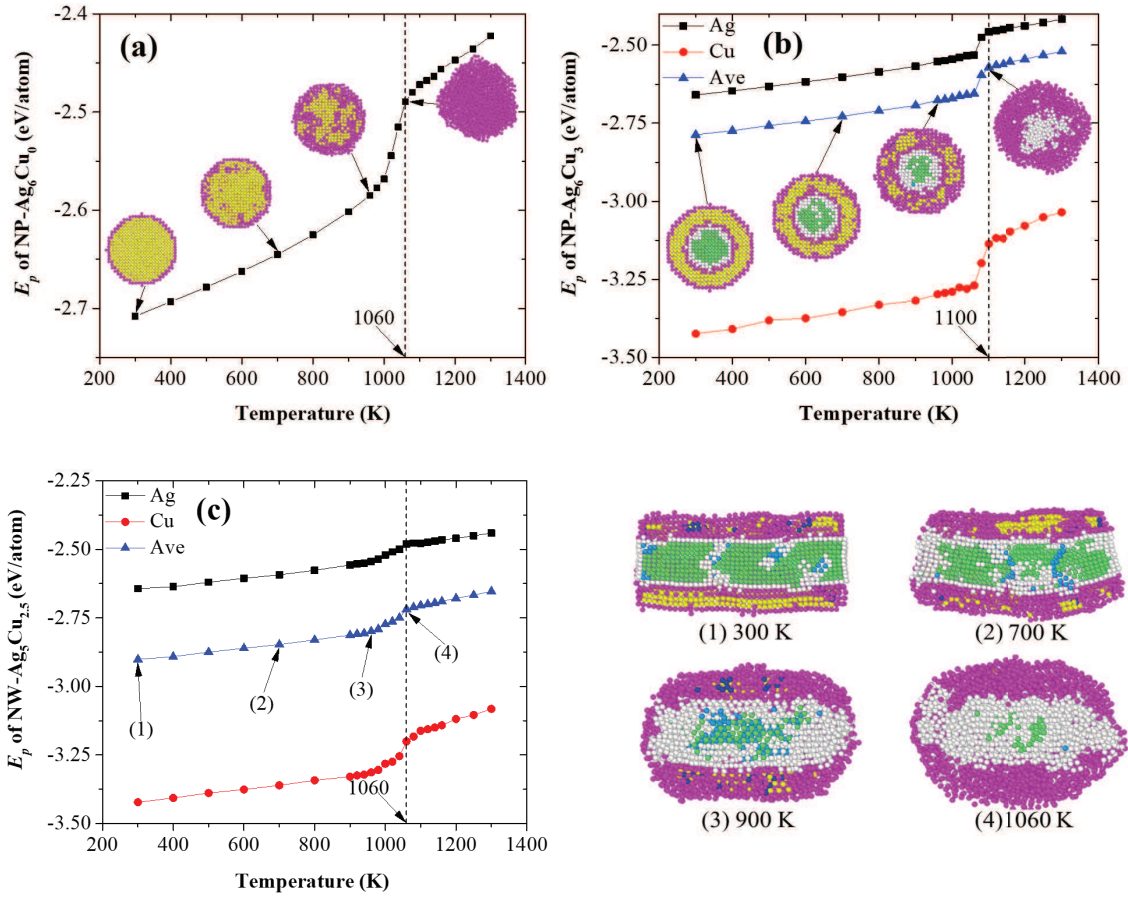 (a)
-2.4
-2.5
-2.6
-2.7
E_p of NP-Ag₆Cu₀ (eV/atom)
1060
200 400 600 800 1000 1200 1400
Temperature (K)
(b)
Ag
Cu
Ave
-2.50
-2.75
-3.00
-3.25
-3.50
E_p of NP-Ag₆Cu₃ (eV/atom)
1100
200 400 600 800 1000 1200 1400
Temperature (K)
(c)
Ag
Cu
Ave
-2.25
-2.50
-2.75
-3.00
-3.25
-3.50
E_p of NW-Ag₅Cu₂.₅ (eV/atom)
(1)
(2)
(3)
(4)
1060
200 400 600 800 1000 1200 1400
Temperature (K)
(1) 300 K
(2) 700 K
(3) 900 K
(4)1060 K